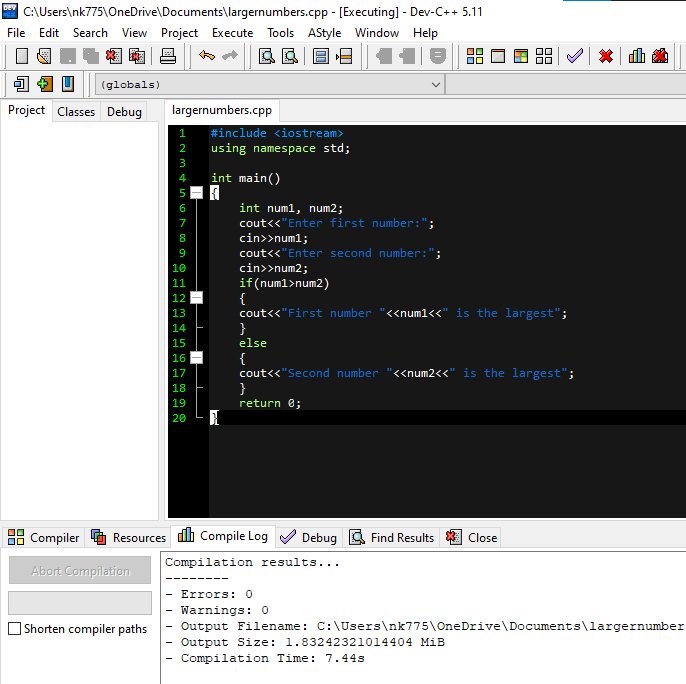 C:\Users\nk775\OneDrive\Documents\largernumbers.cpp - [Executing] - Dev-C++ 5.11
File Edit Search View Project Execute Tools AStyle Window Help
(globals)
Project Classes Debug
largernumbers.cpp
1 #include <iostream>
2 using namespace std;
3
4 int main()
5 {
6 int num1, num2;
7 cout<<"Enter first number:";
8 cin>>num1;
9 cout<<"Enter second number:";
10 cin>>num2;
11 if(num1>num2)
12 {
13 cout<<"First number "<<num1<<" is the largest";
14 }
15 else
16 {
17 cout<<"Second number "<<num2<<" is the largest";
18 }
19 return 0;
20 }
Compiler Resources Compile Log Debug Find Results Close
Abort Compilation
Shorten compiler paths
Compilation results...
--------
- Errors: 0
- Warnings: 0
- Output Filename: C:\Users\nk775\OneDrive\Documents\largernumber
- Output Size: 1.83242321014404 MiB
- Compilation Time: 7.44s